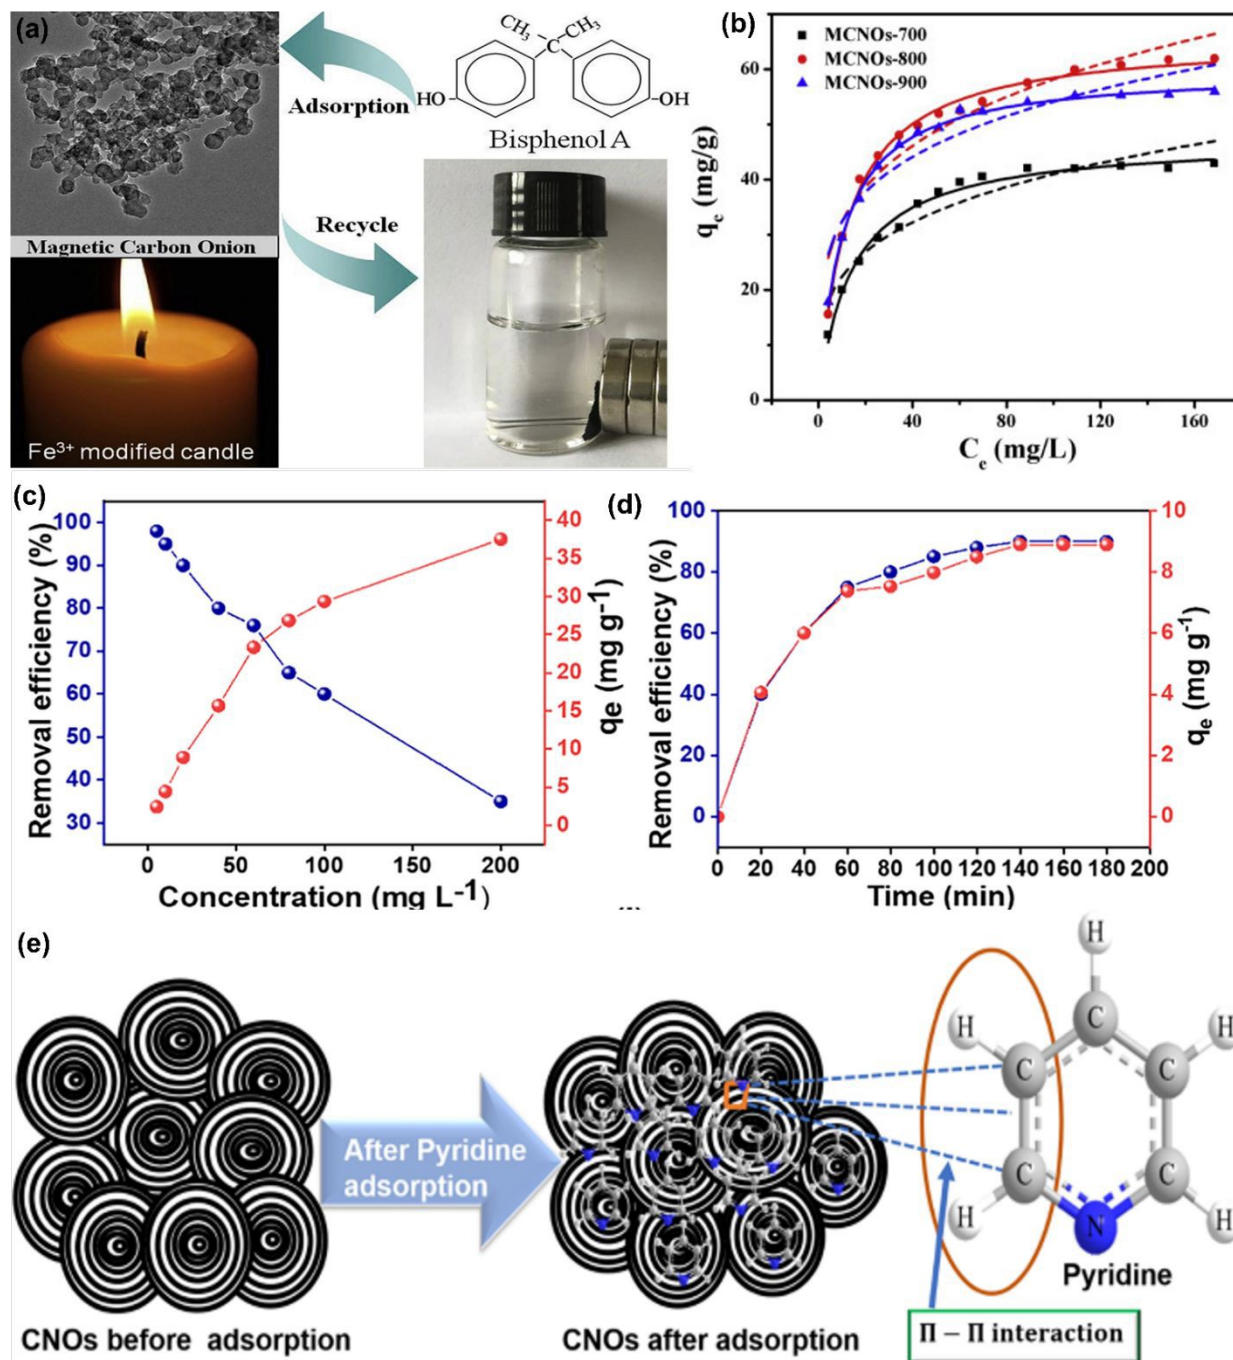 (a)
CH₃
CH₃
C
HO
OH
Adsorption
Bisphenol A
Recycle
Magnetic Carbon Onion
Fe³⁺ modified candle
(b)
MCNOs-700
MCNOs-800
MCNOs-900
qₑ (mg/g)
60
40
20
0
0 40 80 120 160
Cₑ (mg/L)
(c)
Removal efficiency (%)
100
90
80
70
60
50
40
30
40
35
30
25
20
15
10
5
0
qe (mg g⁻¹)
0 50 100 150 200
Concentration (mg L⁻¹)
(d)
Removal efficiency (%)
100
80
60
40
20
0
10
8
6
4
2
0
qₑ (mg g⁻¹)
0 20 40 60 80 100 120 140 160 180 200
Time (min)
(e)
CNOs before adsorption
After Pyridine
adsorption
CNOs after adsorption
H
H
C
H
C
C
C
C
H
N
H
Pyridine
Π – Π interaction